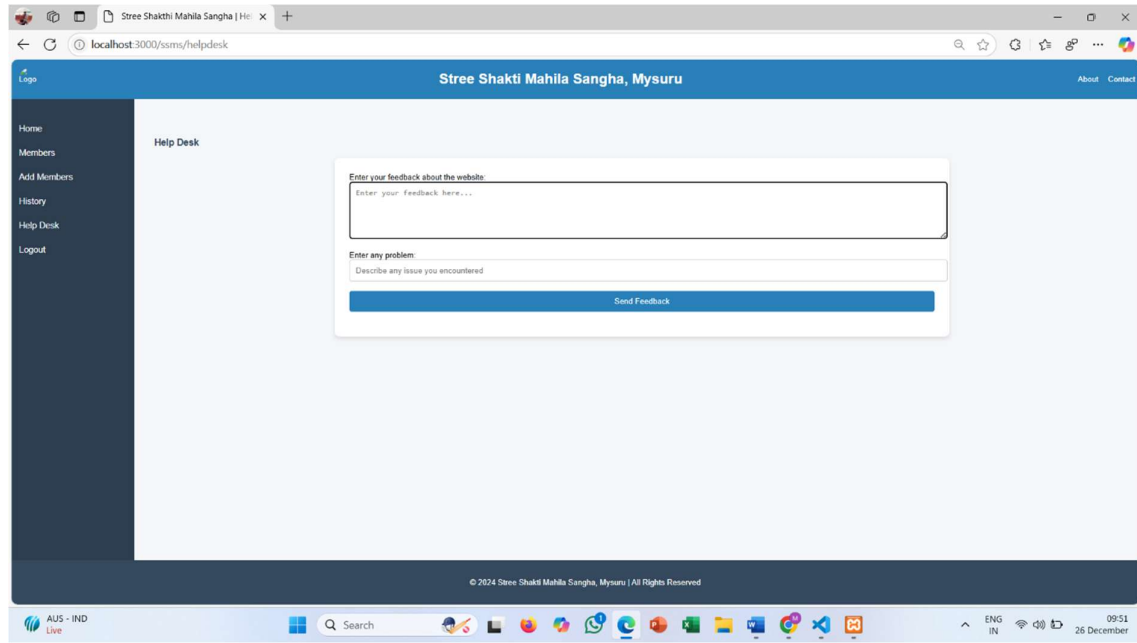 Stree Shakthi Mahila Sangha | Hel
localhost:3000/ssms/helpdesk
Logo
Stree Shakti Mahila Sangha, Mysuru
About Contact
Home
Members
Add Members
History
Help Desk
Logout
Help Desk
Enter your feedback about the website:
Enter your feedback here...
Enter any problem:
Describe any issue you encountered
Send Feedback
© 2024 Stree Shakti Mahila Sangha, Mysuru | All Rights Reserved
AUS - IND
Live
Search
ENG
IN
09:51
26 December